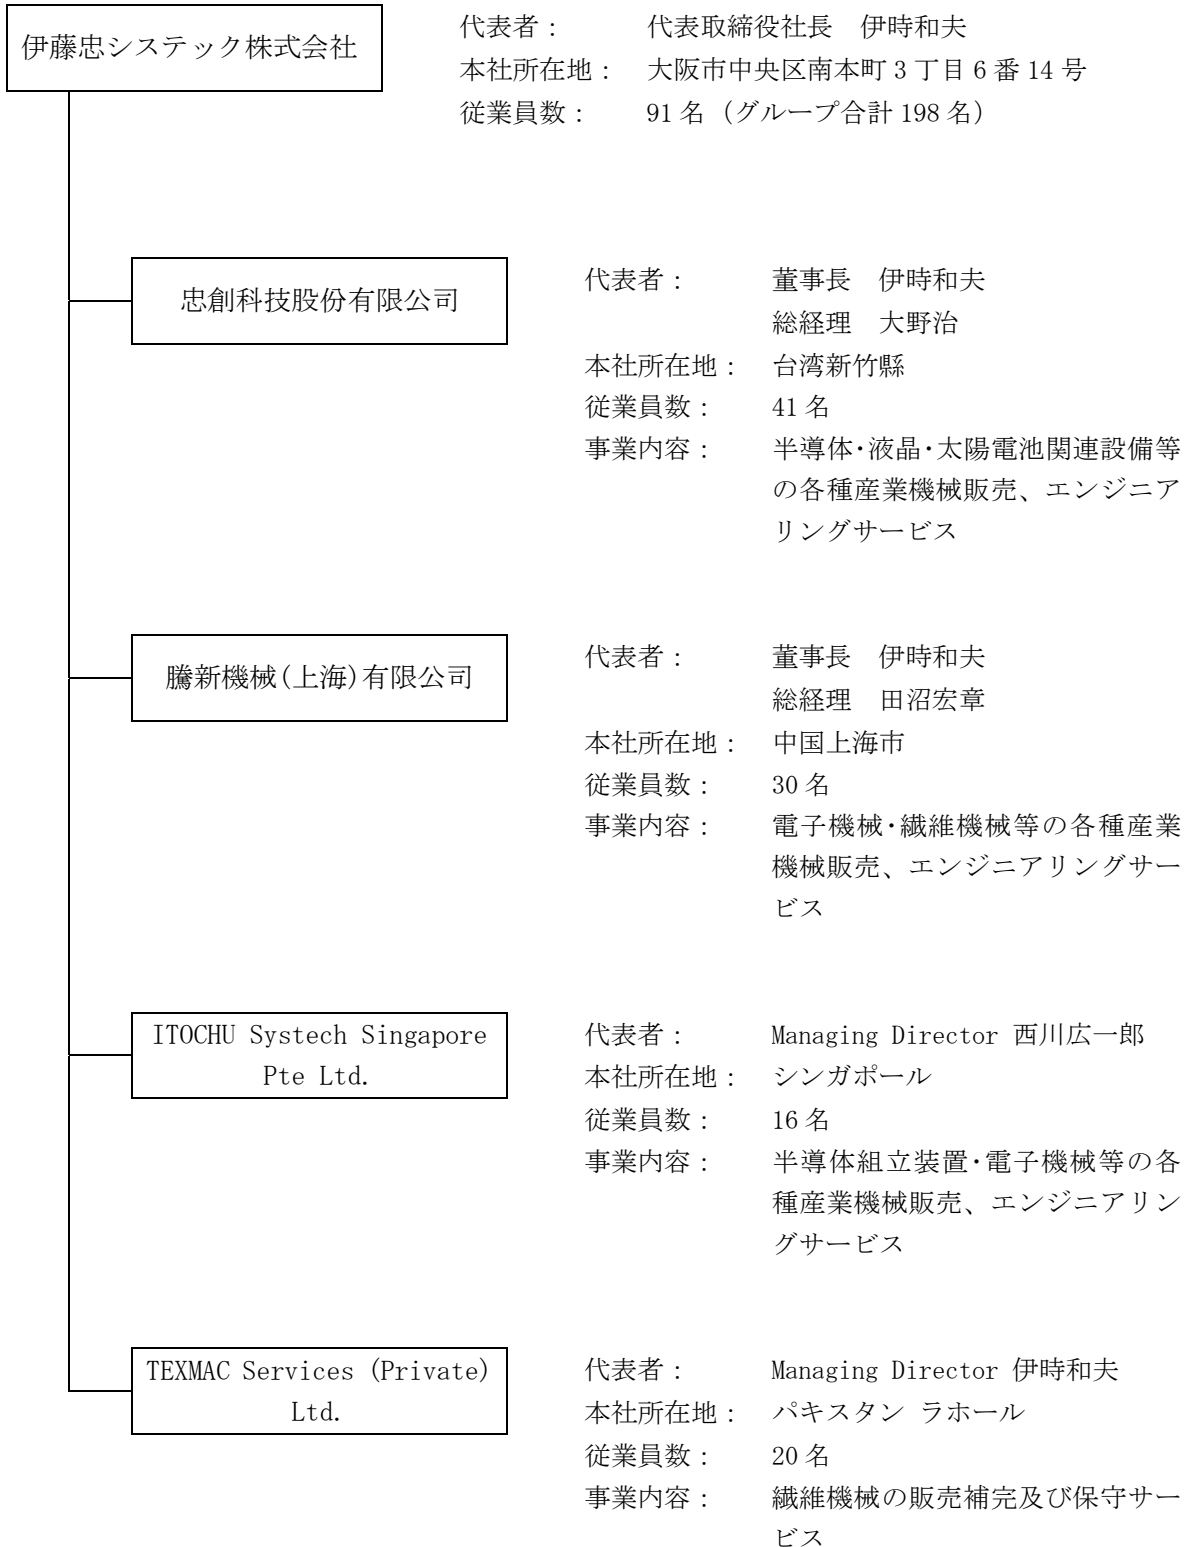 伊藤忠システック株式会社
代表者： 代表取締役社長　伊時和夫
本社所在地： 大阪市中央区南本町3丁目6番14号
従業員数： 91名（グループ合計198名）
忠創科技股份有限公司
代表者： 董事長　伊時和夫
総経理　大野治
本社所在地： 台湾新竹縣
従業員数： 41名
事業内容： 半導体・液晶・太陽電池関連設備等
の各種産業機械販売、エンジニア
リングサービス
騰新機械(上海)有限公司
代表者： 董事長　伊時和夫
総経理　田沼宏章
本社所在地： 中国上海市
従業員数： 30名
事業内容： 電子機械・繊維機械等の各種産業
機械販売、エンジニアリングサー
ビス
ITOCHU Systech Singapore
Pte Ltd.
代表者： Managing Director 西川広一郎
本社所在地： シンガポール
従業員数： 16名
事業内容： 半導体組立装置・電子機械等の各
種産業機械販売、エンジニアリン
グサービス
TEXMAC Services (Private)
Ltd.
代表者： Managing Director 伊時和夫
本社所在地： パキスタン ラホール
従業員数： 20名
事業内容： 繊維機械の販売補完及び保守サー
ビス